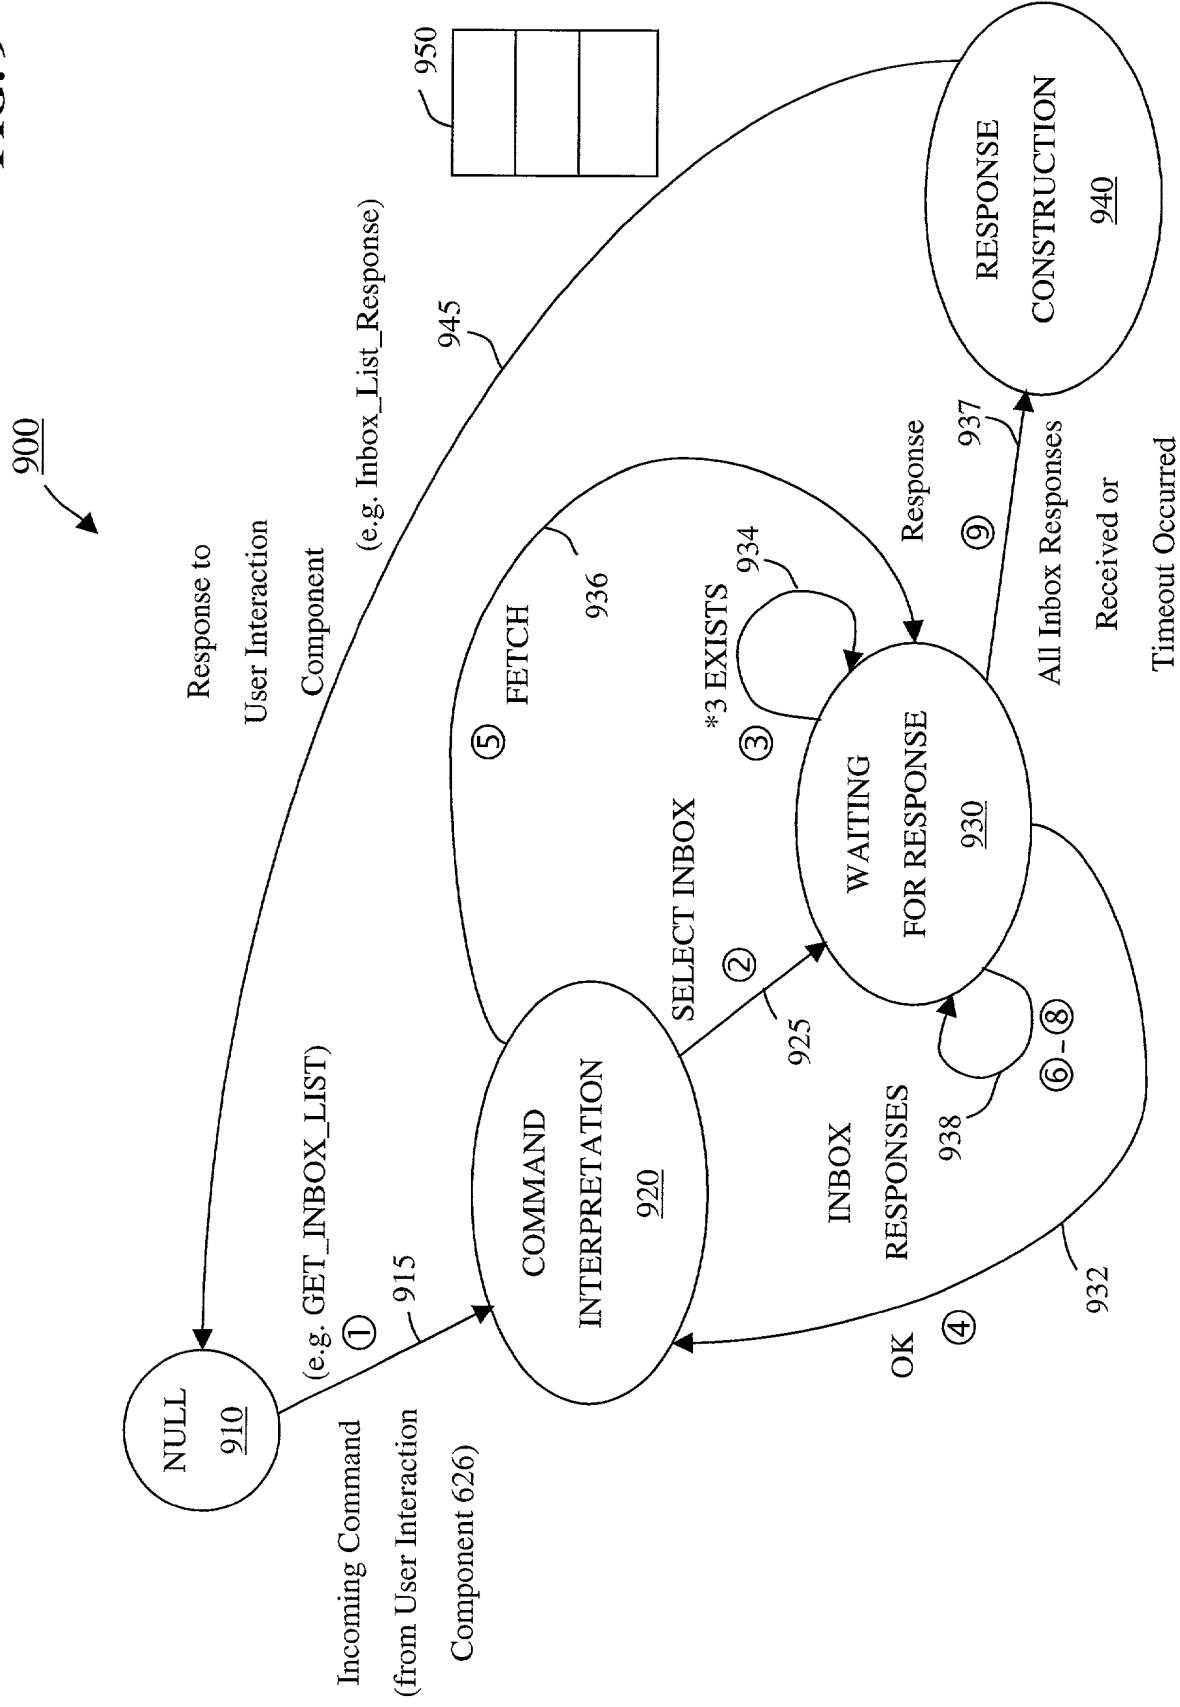 900
Response to
User Interaction
Component
(e.g. Inbox_List_Response)
945
950
NULL
910
(e.g. GET_INBOX_LIST)
①
915
Incoming Command
(from User Interaction
Component 626)
COMMAND
INTERPRETATION
920
⑤
FETCH
936
SELECT INBOX
②
925
*3 EXISTS
③
934
WAITING
FOR RESPONSE
930
INBOX
RESPONSES
938
⑥-⑧
OK
④
932
Response
⑨
937
All Inbox Responses
Received or
Timeout Occurred
RESPONSE
CONSTRUCTION
940